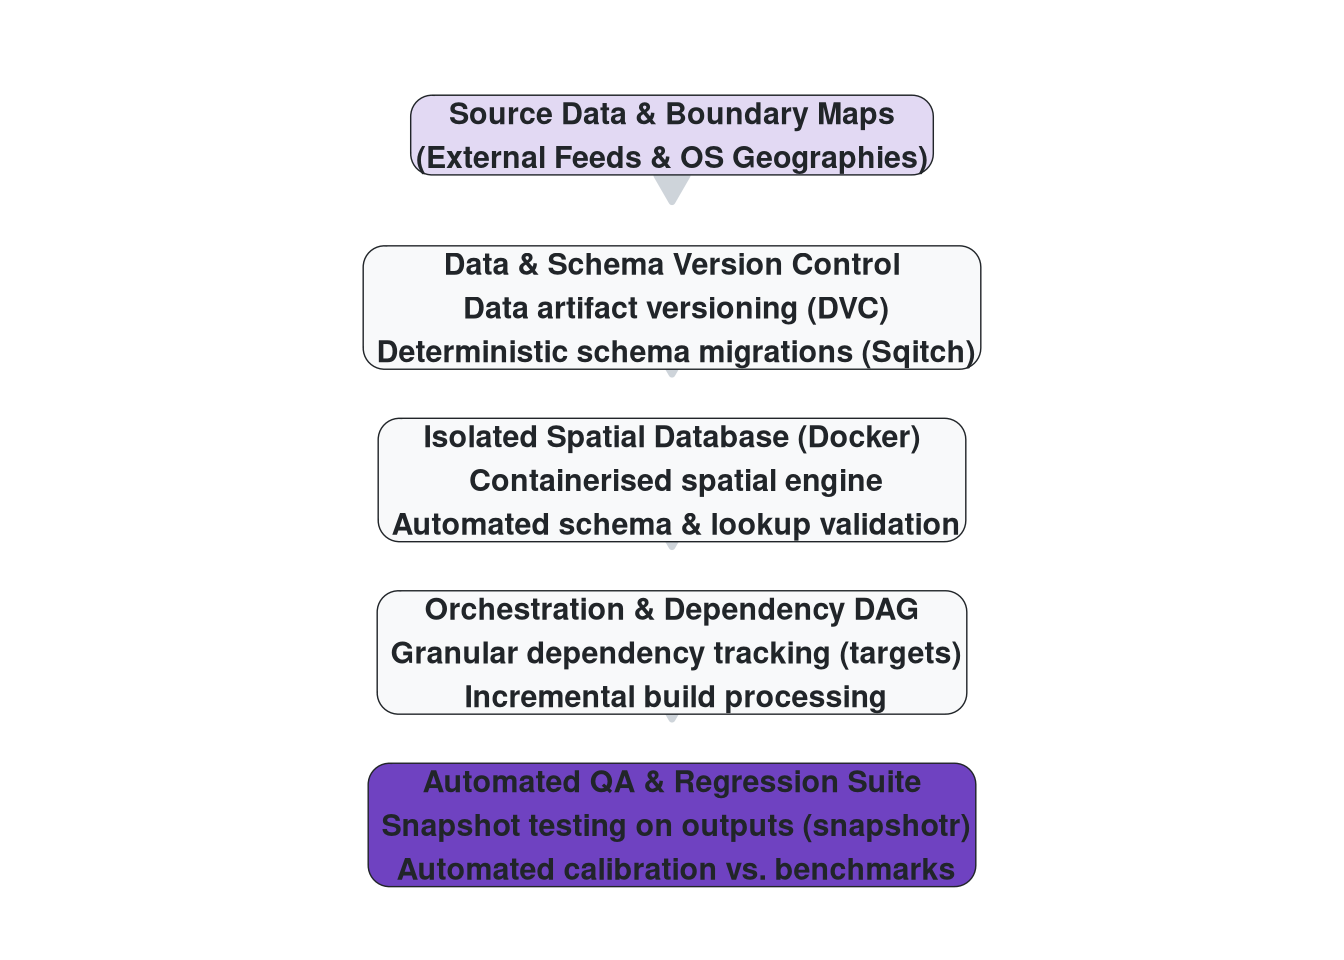 Source Data & Boundary Maps
(External Feeds & OS Geographies)
Data & Schema Version Control
Data artifact versioning (DVC)
Deterministic schema migrations (Sqitch)
Isolated Spatial Database (Docker)
Containerised spatial engine
Automated schema & lookup validation
Orchestration & Dependency DAG
Granular dependency tracking (targets)
Incremental build processing
Automated QA & Regression Suite
Snapshot testing on outputs (snapshotr)
Automated calibration vs. benchmarks